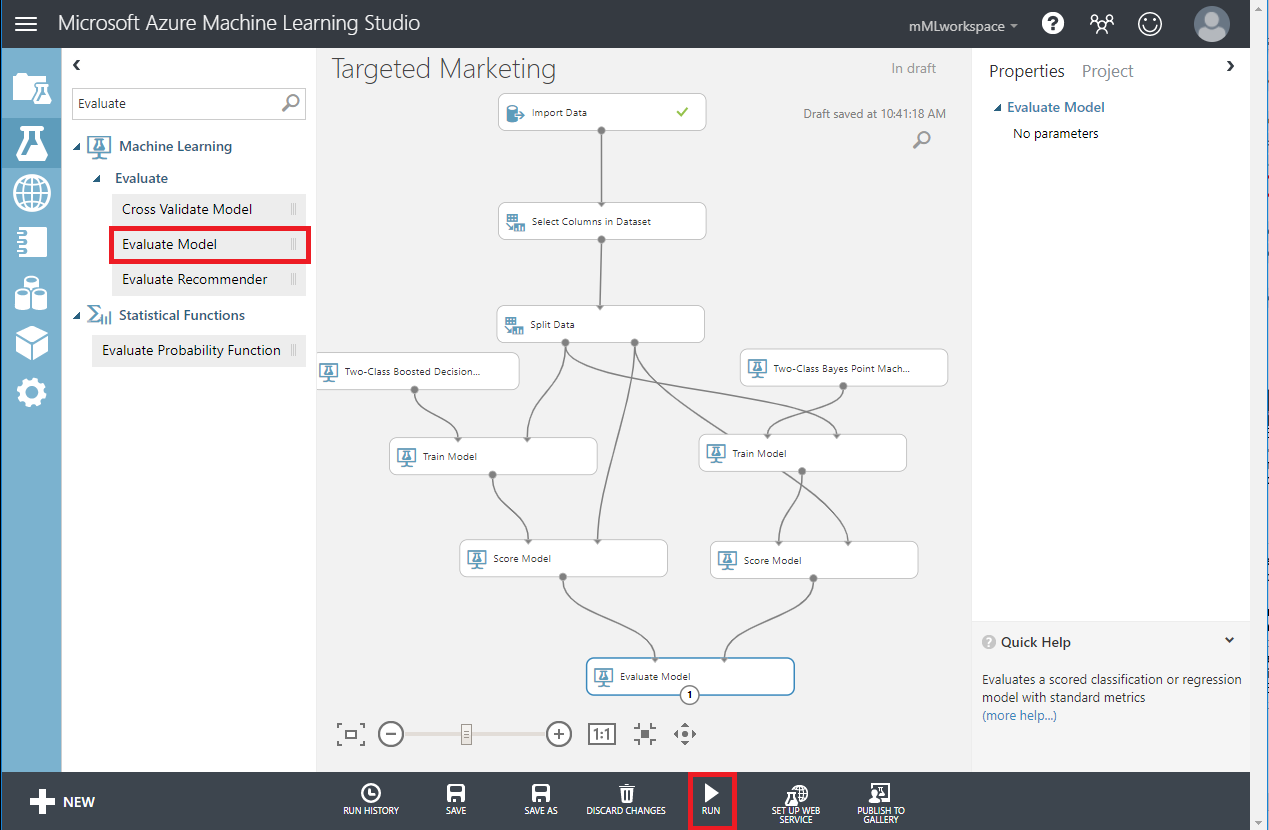 Microsoft Azure Machine Learning Studio
mMLworkspace
?
Evaluate
Machine Learning
Evaluate
Cross Validate Model
Evaluate Model
Evaluate Recommender
Statistical Functions
Evaluate Probability Function
Targeted Marketing
In draft
Draft saved at 10:41:18 AM
Import Data
Select Columns in Dataset
Split Data
Two-Class Boosted Decision...
Two-Class Bayes Point Mach...
Train Model
Train Model
Score Model
Score Model
Evaluate Model
1
1:1
Properties Project
Evaluate Model
No parameters
? Quick Help
Evaluates a scored classification or regression
model with standard metrics
(more help...)
NEW
RUN HISTORY
SAVE
SAVE AS
DISCARD CHANGES
RUN
SET UP WEB
SERVICE
PUBLISH TO
GALLERY